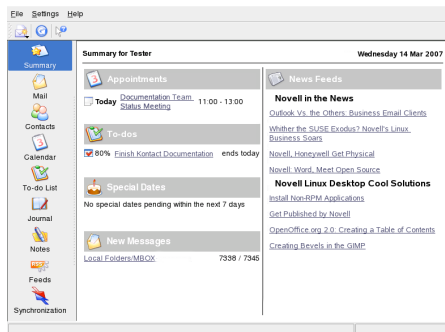 File Settings Help
Summary
Mail
Contacts
Calendar
To-do List
Journal
Notes
Feeds
Synchronization
Summary for Tester
Wednesday 14 Mar 2007
Appointments
Today Documentation Team Status Meeting 11:00 - 13:00
To-dos
80% Finish Kontact Documentation ends today
Special Dates
No special dates pending within the next 7 days
New Messages
Local Folders/MBOX 7338 / 7345
News Feeds
Novell in the News
Outlook Vs. the Others: Business Email Clients
Whither the SUSE Exodus? Novell's Linux
Business Soars
Novell, Honeywell Get Physical
Novell: Word, Meet Open Source
Novell Linux Desktop Cool Solutions
Install Non-RPM Applications
Get Published by Novell
OpenOffice.org 2.0: Creating a Table of Contents
Creating Bevels in the GIMP